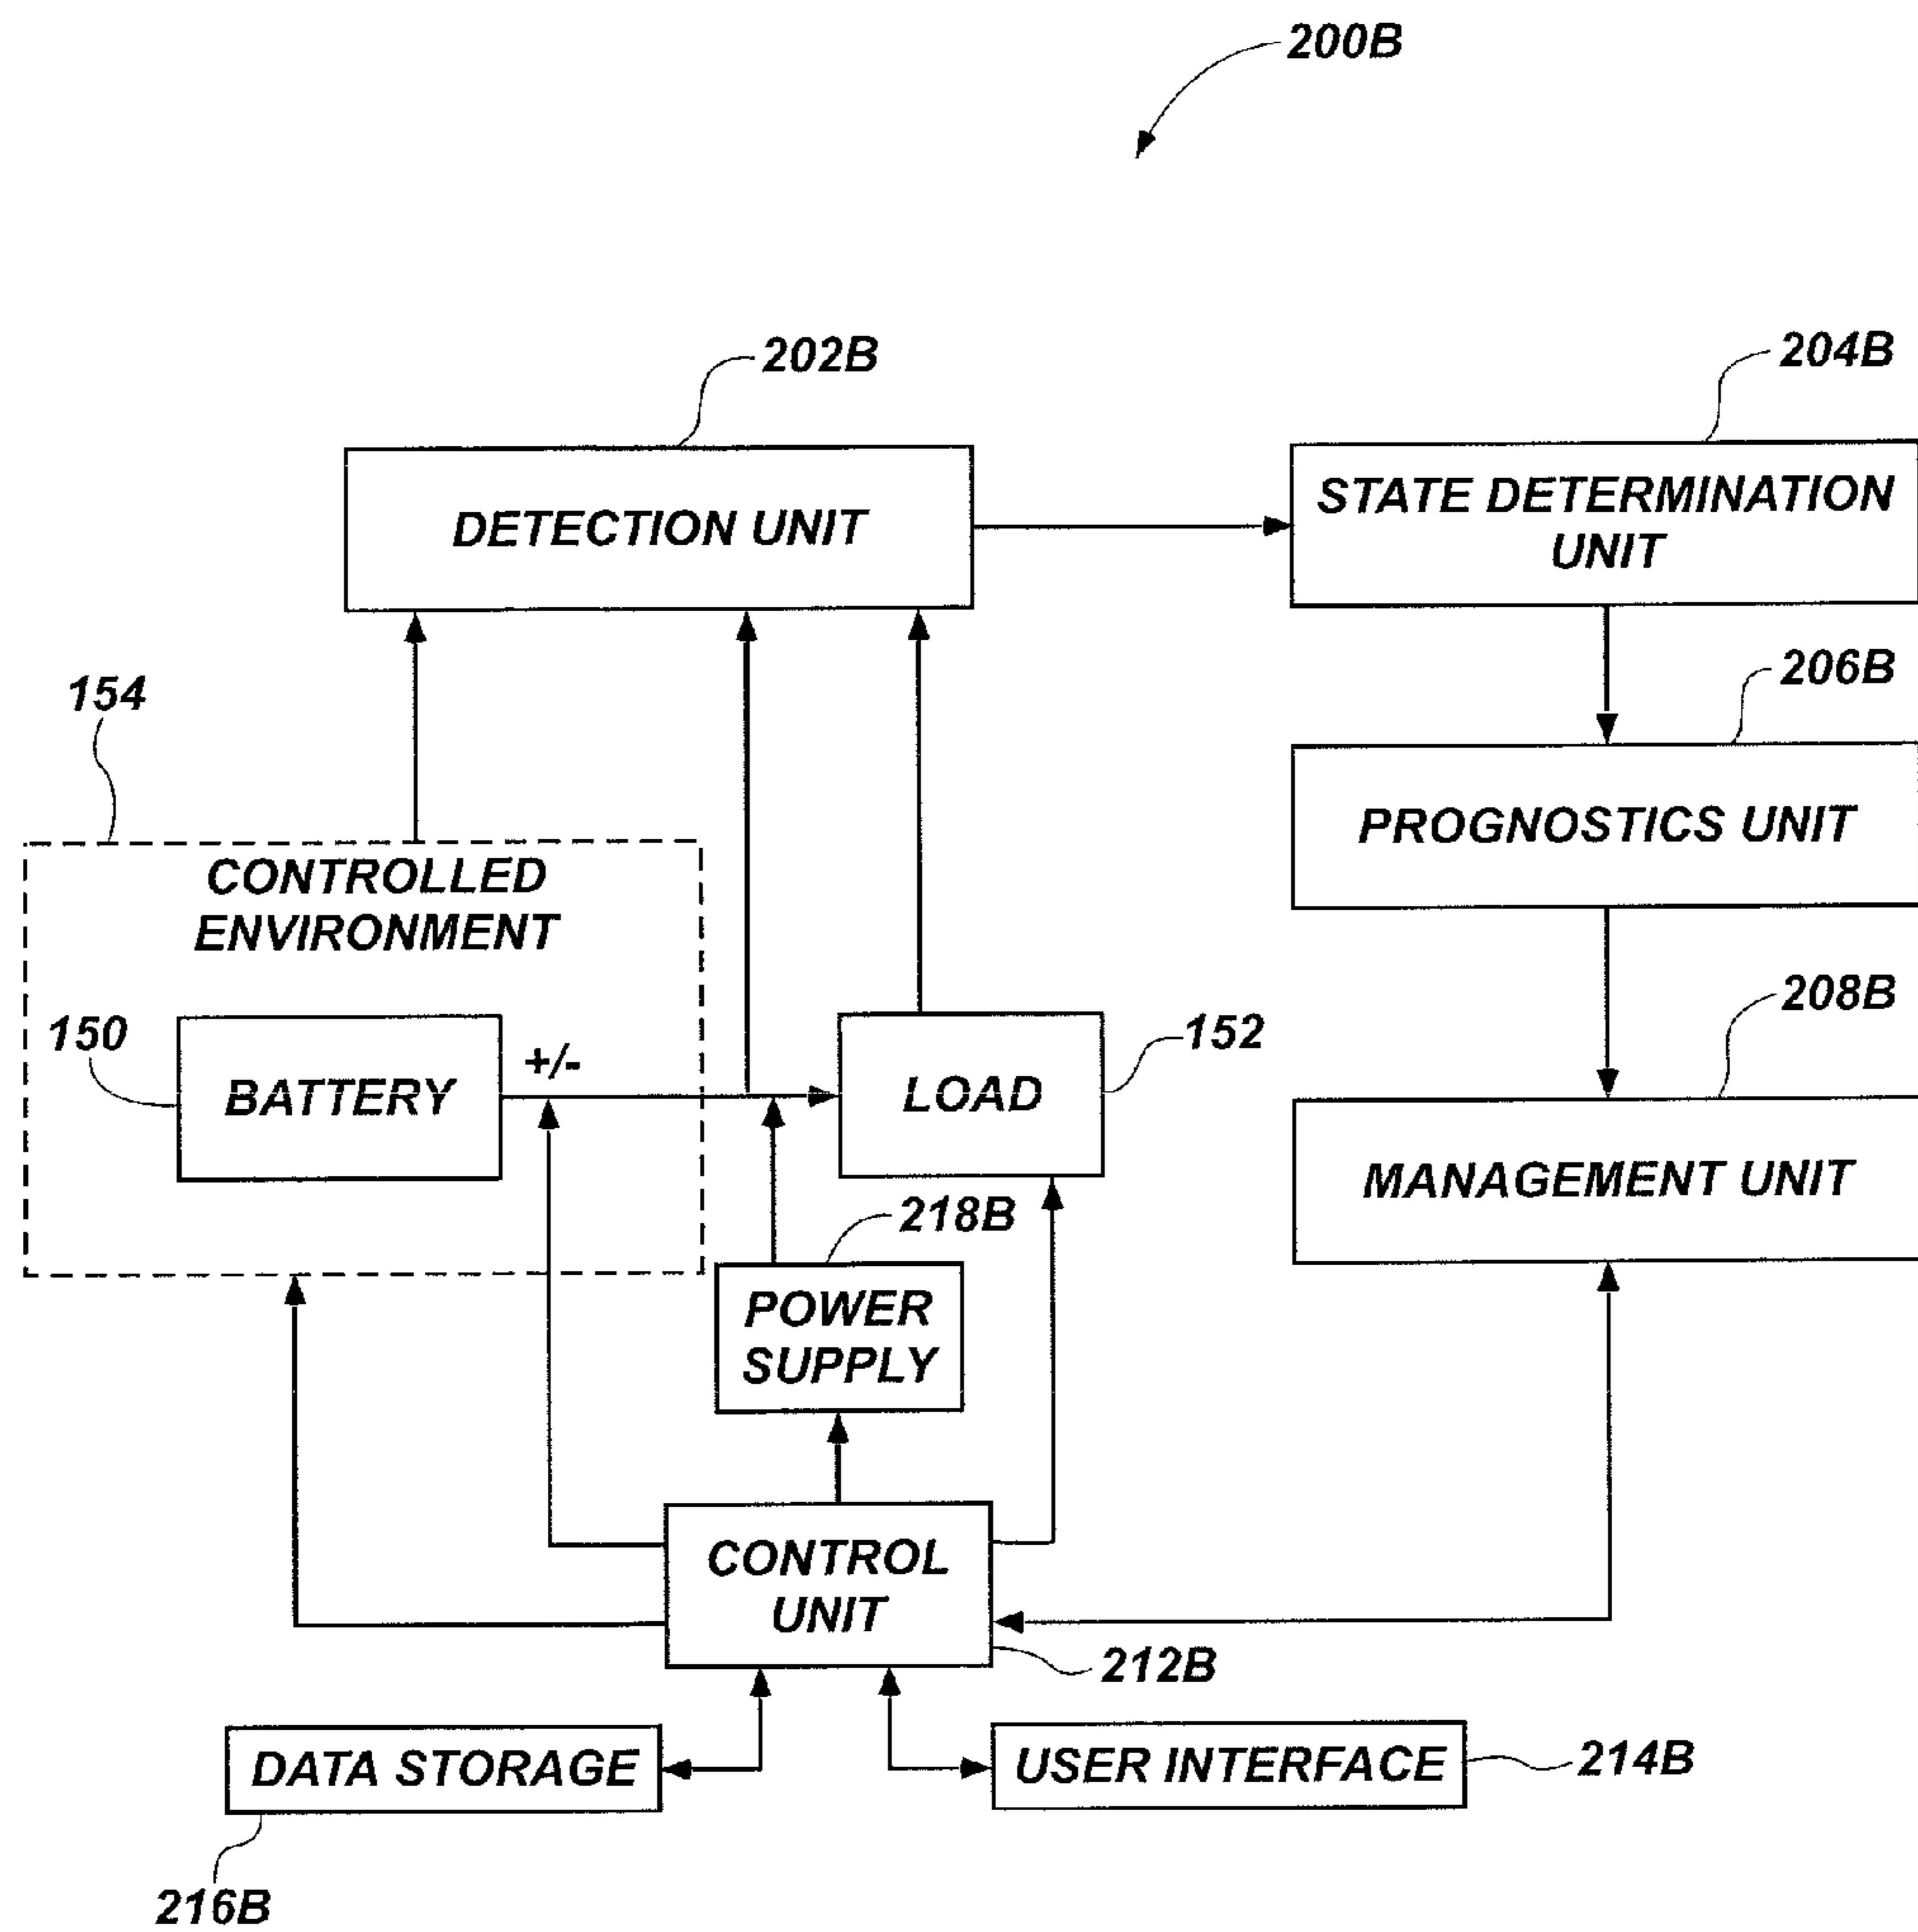 200B
202B
204B
DETECTION UNIT
STATE DETERMINATION
UNIT
154
206B
PROGNOSTICS UNIT
CONTROLLED
ENVIRONMENT
208B
150
+/-
152
BATTERY
LOAD
MANAGEMENT UNIT
218B
POWER
SUPPLY
CONTROL
UNIT
212B
DATA STORAGE
USER INTERFACE
214B
216B